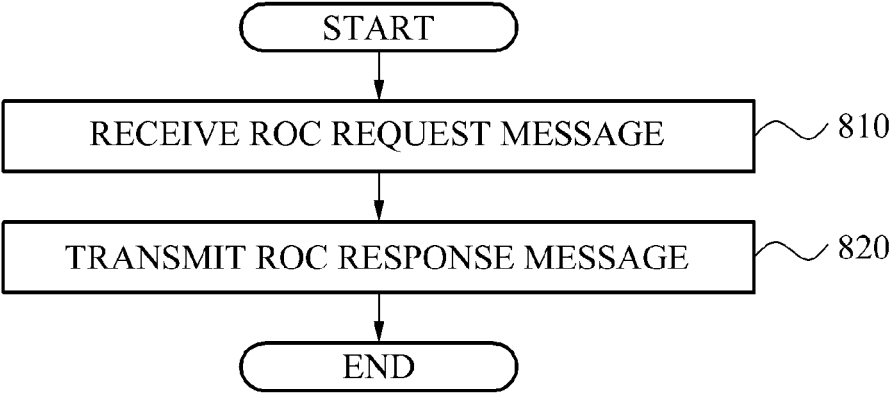 START
RECEIVE ROC REQUEST MESSAGE
810
TRANSMIT ROC RESPONSE MESSAGE
820
END